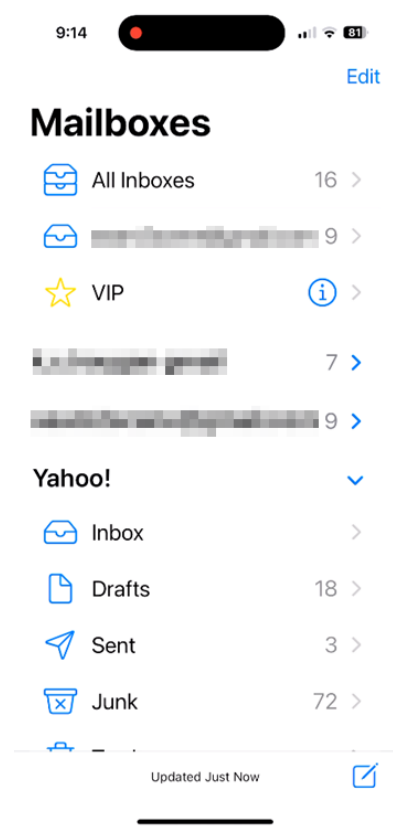 9:14
81
Edit
Mailboxes
All Inboxes 16
9
VIP
7
9
Yahoo!
Inbox
Drafts 18
Sent 3
Junk 72
Updated Just Now